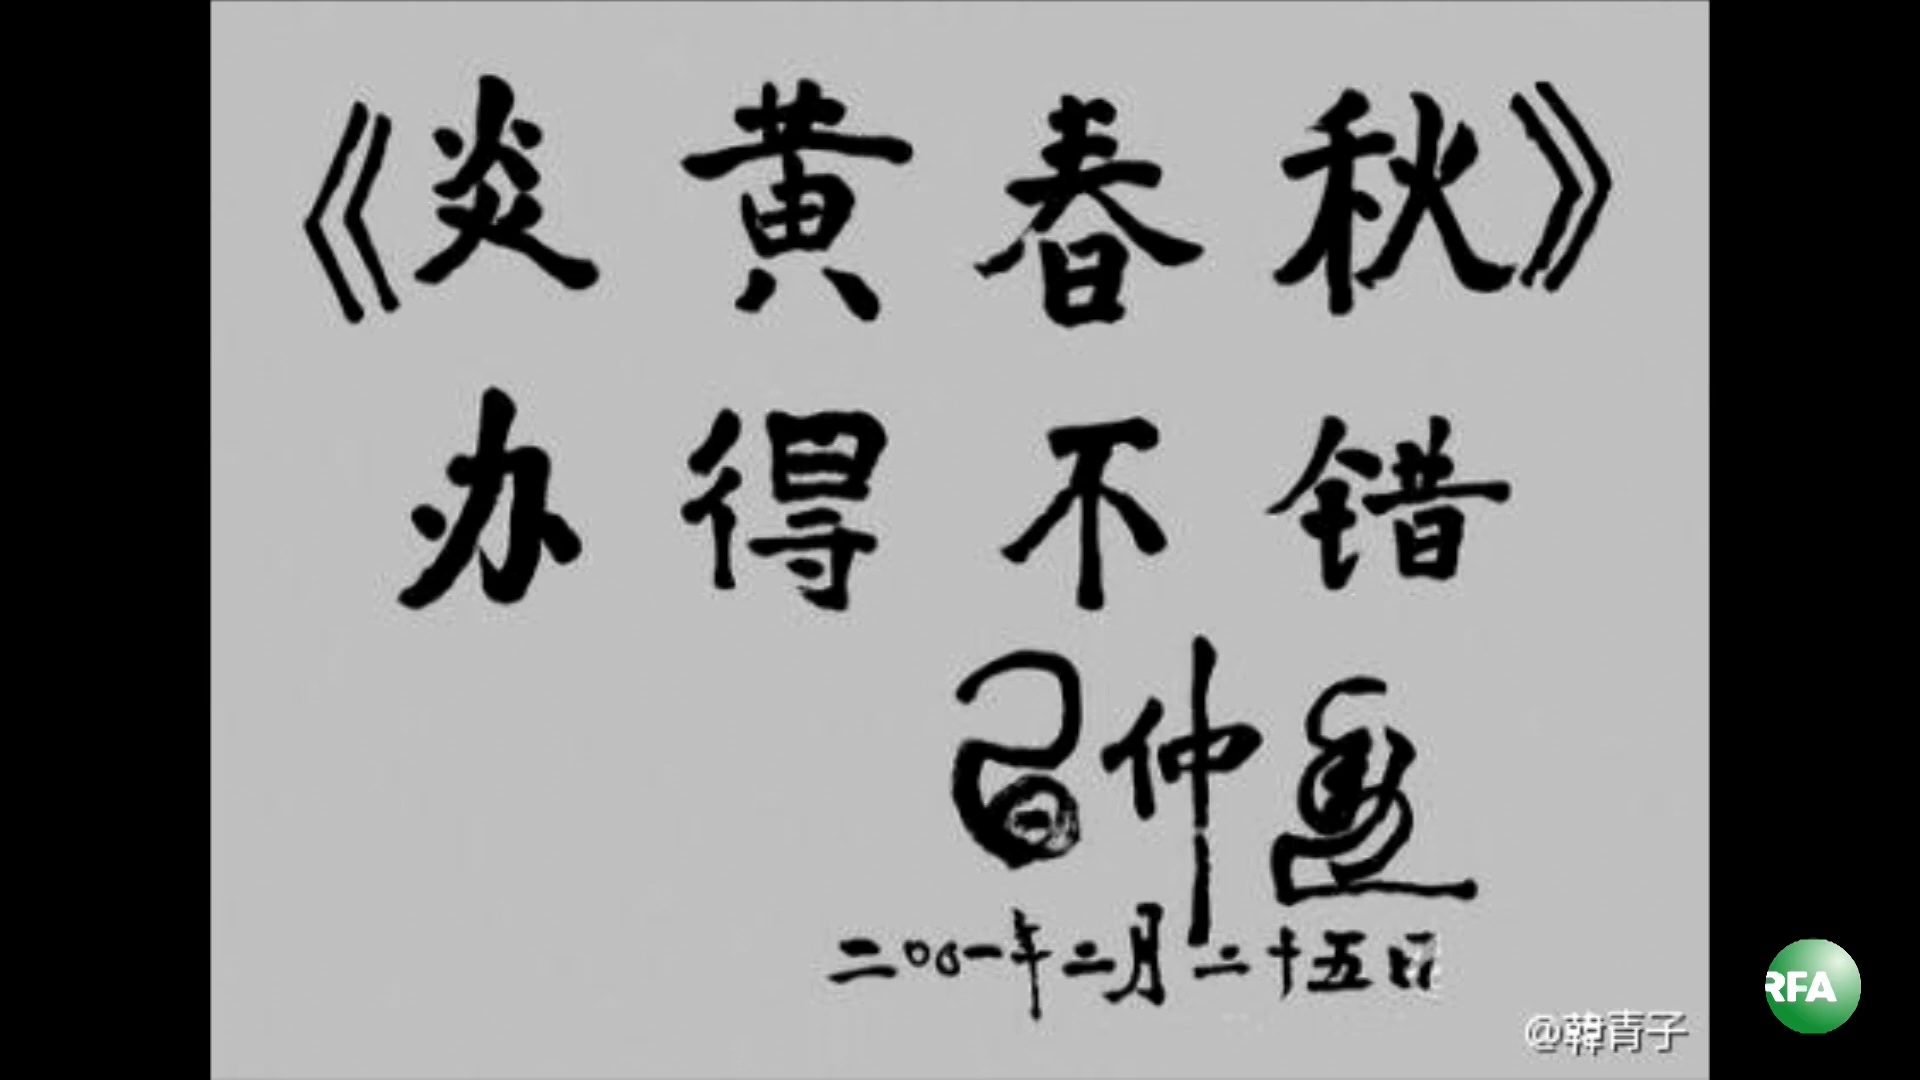 《炎黄春秋》
办得不错
习仲勋
二〇〇一年二月二十五日
@韓青子
RFA